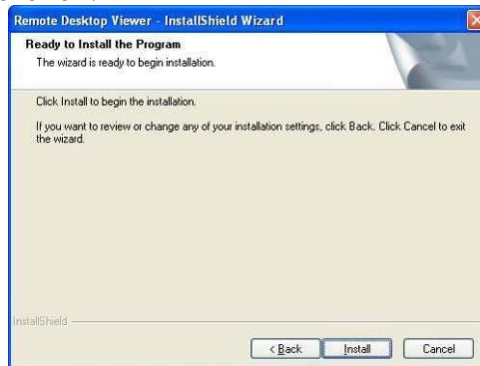 Remote Desktop Viewer - InstallShield Wizard
Ready to Install the Program
The wizard is ready to begin installation.
Click Install to begin the installation.
If you want to review or change any of your installation settings, click Back. Click Cancel to exit
the wizard.
InstallShield
< Back Install Cancel